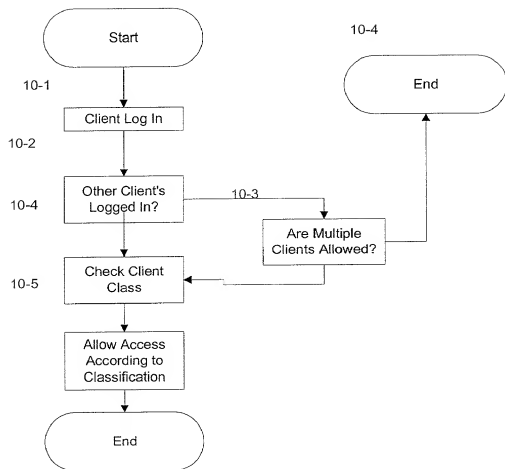 Start
10-4
10-1
End
Client Log In
10-2
Other Client's
Logged In?
10-3
10-4
Are Multiple
Clients Allowed?
Check Client
Class
10-5
Allow Access
According to
Classification
End